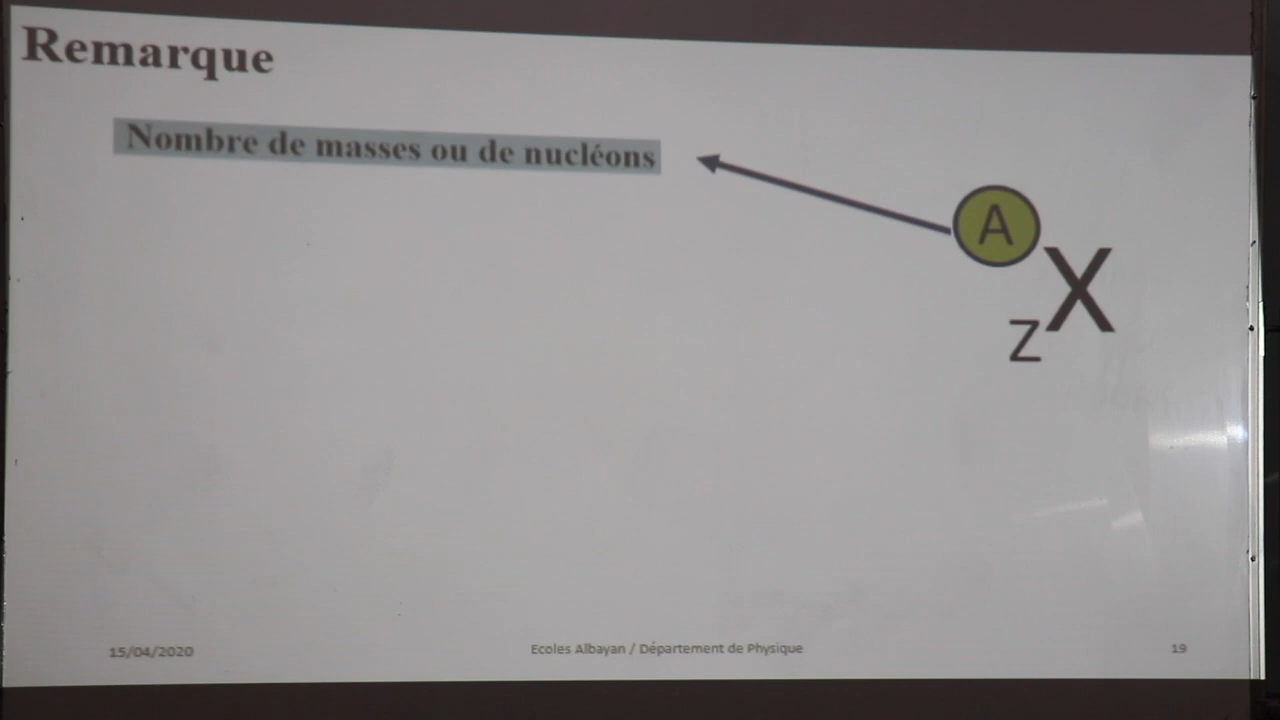 Remarque
Nombre de masses ou de nucléons
A
X
Z
15/04/2020
Ecoles Albayan / Département de Physique
19